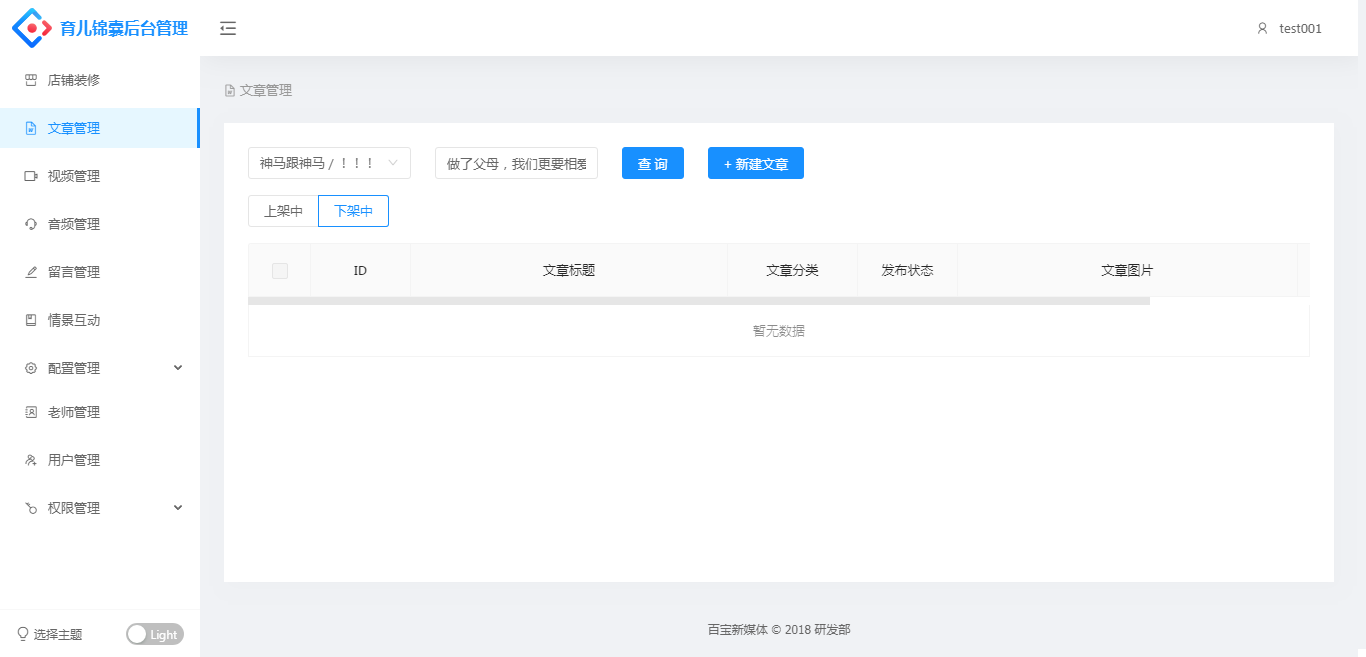 育儿锦囊后台管理
test001
店铺装修
文章管理
视频管理
音频管理
留言管理
情景互动
配置管理
老师管理
用户管理
权限管理
选择主题
Light
文章管理
神马跟神马 / ！！！
做了父母，我们更要相爱
查 询
+ 新建文章
上架中
下架中
ID 文章标题 文章分类 发布状态 文章图片
暂无数据
百宝新媒体 © 2018 研发部